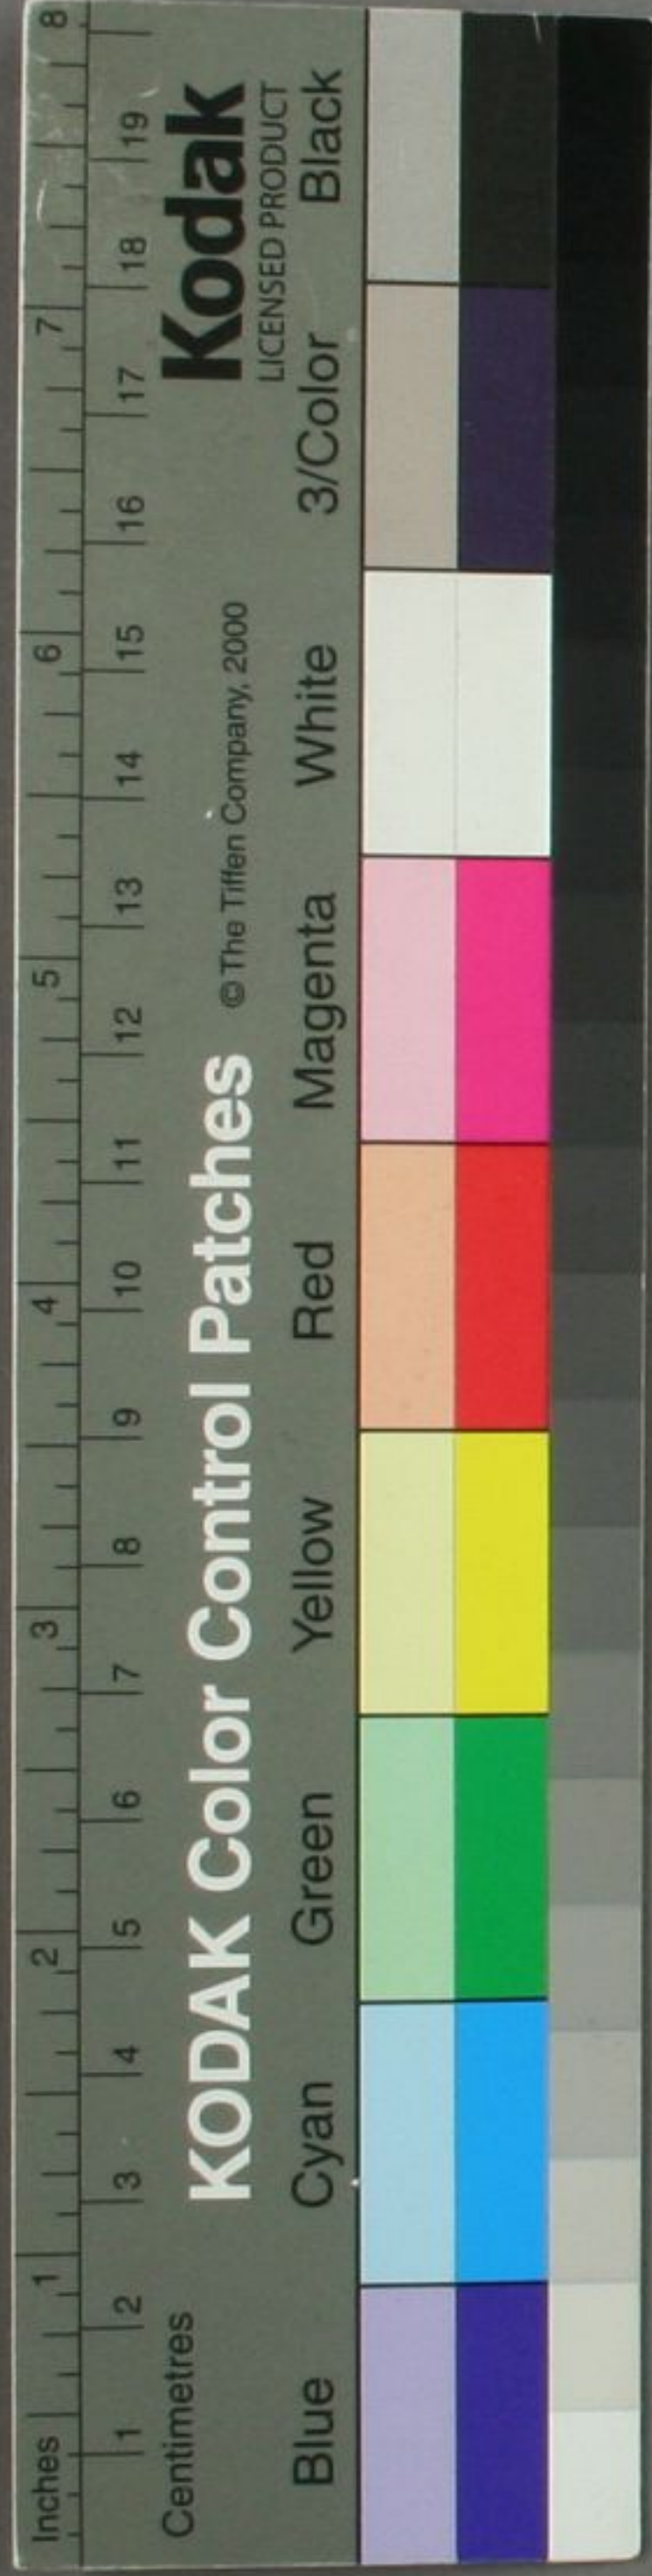 Inches 1 2 3 4 5 6 7 8
1 2 3 4 5 6 7 8 9 10 11 12 13 14 15 16 17 18 19
Centimetres
KODAK Color Control Patches © The Tiffen Company, 2000 Kodak
LICENSED PRODUCT
Blue Cyan Green Yellow Red Magenta White 3/Color Black